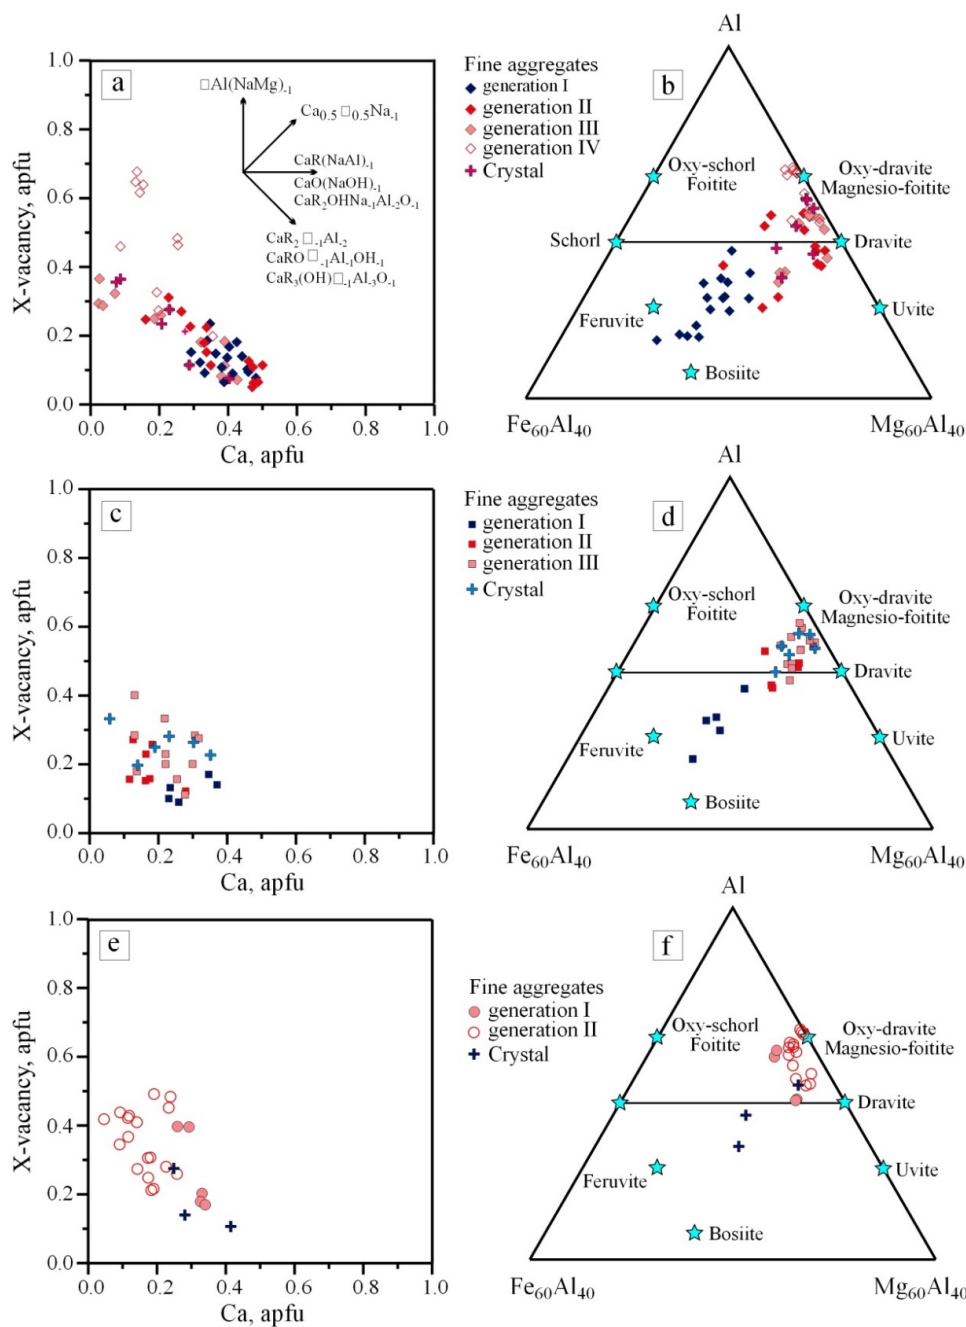 a
X-vacancy, apfu
1.0
0.8
0.6
0.4
0.2
0.0
0.0 0.2 0.4 0.6 0.8 1.0
Ca, apfu
□Al(NaMg)-1
Ca0.5□0.5Na-1
CaR(NaAl)-1
CaO(NaOH)-1
CaR2OHNa-1Al-2O-1
CaR2□-1Al-2
CaRO□-1Al-1OH-1
CaR3(OH)□-1Al-3O-1
Fine aggregates
generation I
generation II
generation III
generation IV
Crystal
b
Al
Oxy-schorl
Foitite
Oxy-dravite
Magnesio-foitite
Schorl
Dravite
Feruvite
Uvite
Bosiite
Fe60Al40
Mg60Al40
c
X-vacancy, apfu
1.0
0.8
0.6
0.4
0.2
0.0
0.0 0.2 0.4 0.6 0.8 1.0
Ca, apfu
Fine aggregates
generation I
generation II
generation III
Crystal
d
Al
Oxy-schorl
Foitite
Oxy-dravite
Magnesio-foitite
Dravite
Feruvite
Uvite
Bosiite
Fe60Al40
Mg60Al40
e
X-vacancy, apfu
1.0
0.8
0.6
0.4
0.2
0.0
0.0 0.2 0.4 0.6 0.8 1.0
Ca, apfu
Fine aggregates
generation I
generation II
Crystal
f
Al
Oxy-schorl
Foitite
Oxy-dravite
Magnesio-foitite
Dravite
Feruvite
Uvite
Bosiite
Fe60Al40
Mg60Al40